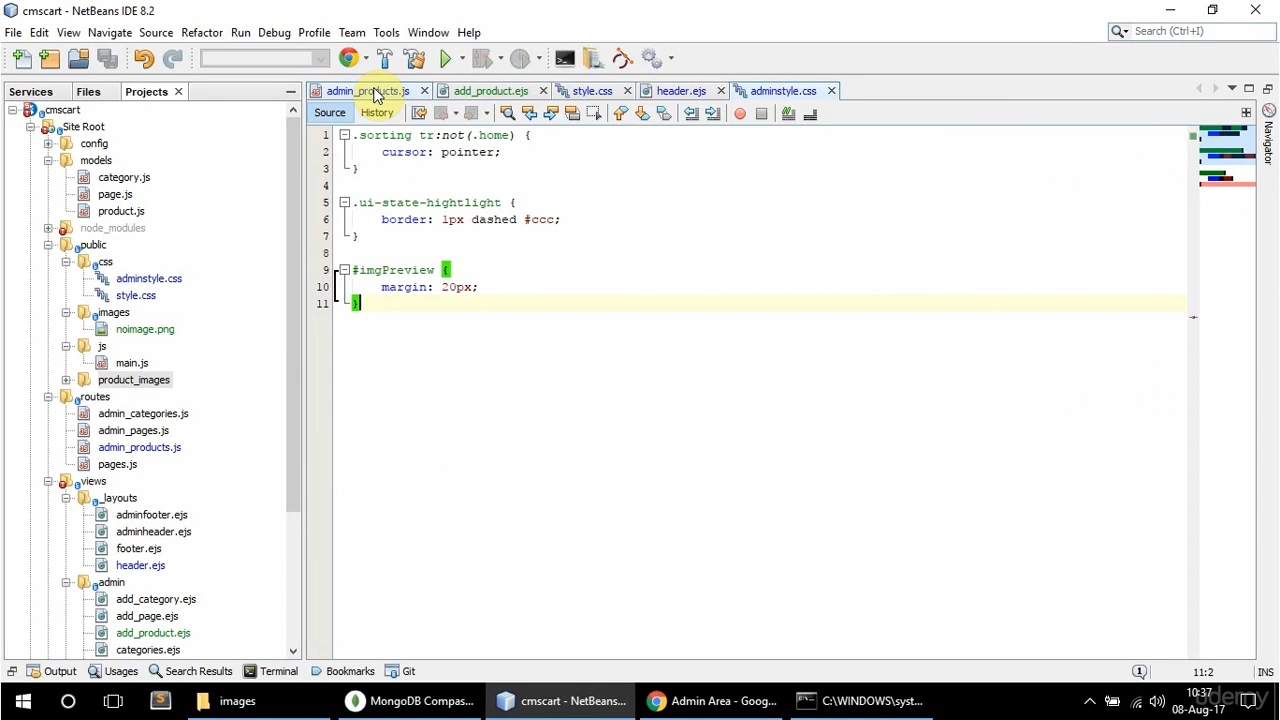 cmscart - NetBeans IDE 8.2
File Edit View Navigate Source Refactor Run Debug Profile Team Tools Window Help
Search (Ctrl+I)
Services Files Projects
admin_products.js add_product.ejs style.css header.ejs adminstyle.css
Source History
cmscart
Site Root
config
models
category.js
page.js
product.js
node_modules
public
css
adminstyle.css
style.css
images
noimage.png
js
main.js
product_images
routes
admin_categories.js
admin_pages.js
admin_products.js
pages.js
views
_layouts
adminfooter.ejs
adminheader.ejs
footer.ejs
header.ejs
admin
add_category.ejs
add_page.ejs
add_product.ejs
categories.ejs
1 .sorting tr:not(.home) {
2 cursor: pointer;
3 }
4
5 .ui-state-hightlight {
6 border: 1px dashed #ccc;
7 }
8
9 #imgPreview {
10 margin: 20px;
11 }
Navigator
Output Usages Search Results Terminal Bookmarks Git
1 11:2 INS
images MongoDB Compas... cmscart - NetBeans... Admin Area - Goog... C:\WINDOWS\syst...
10:37
08-Aug-17
udemy